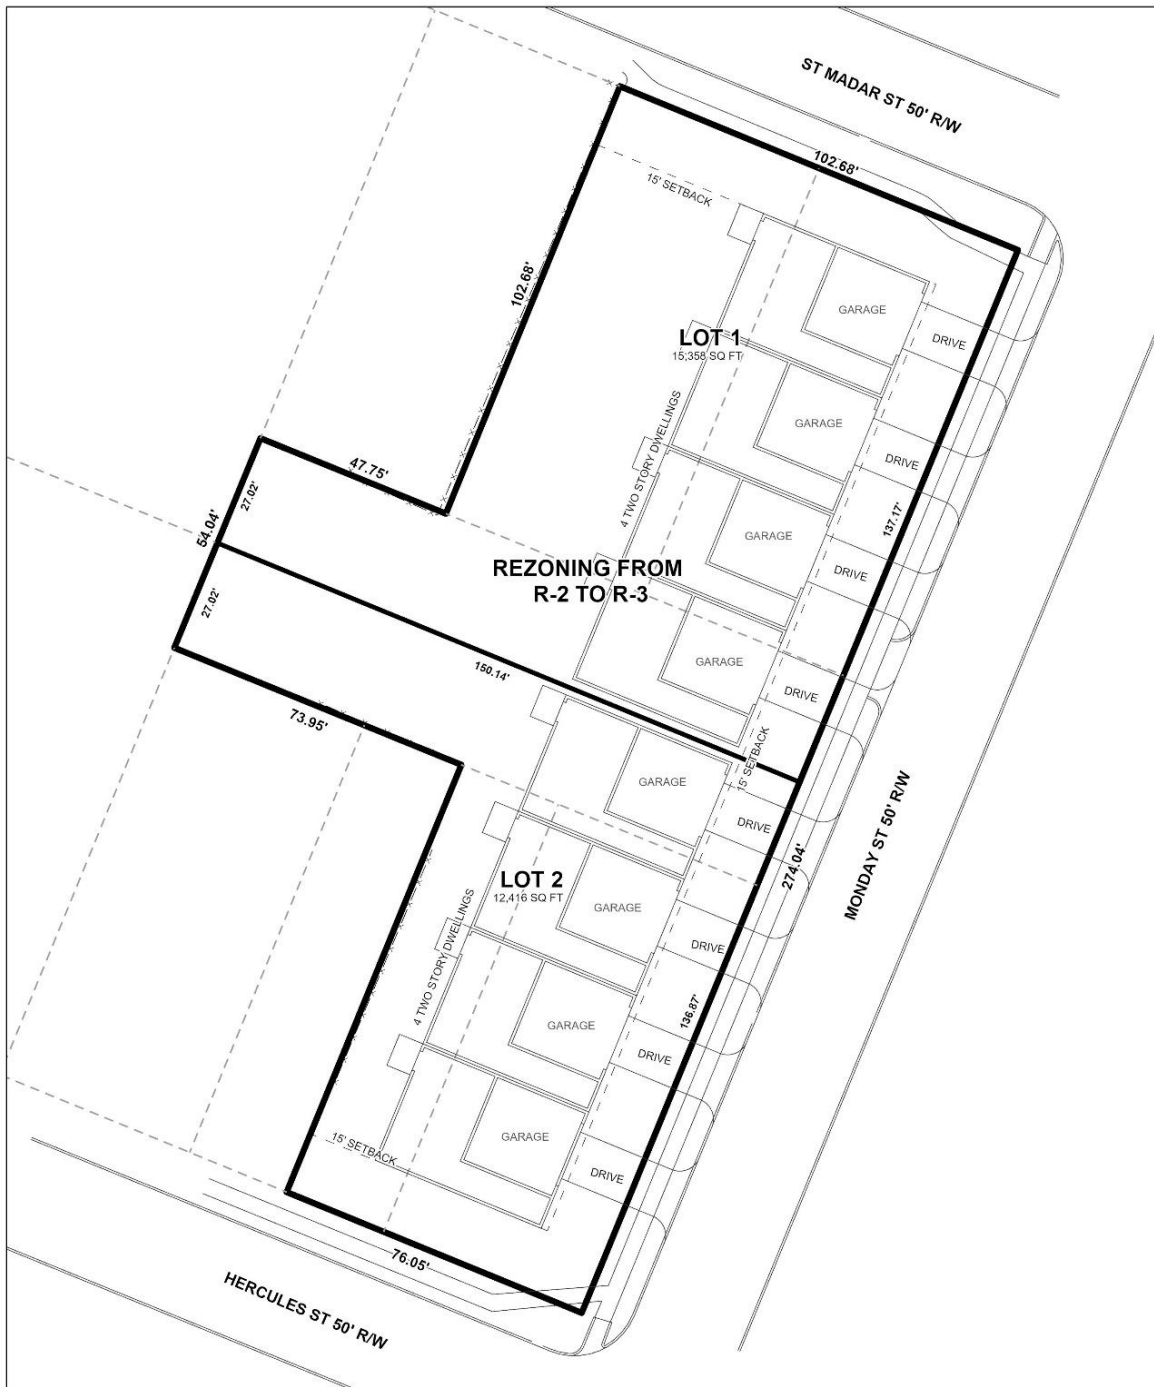 ST MADAR ST 50' R/W
102.68'
15' SETBACK
102.68'
GARAGE
DRIVE
LOT 1
15,358 SQ FT
GARAGE
DRIVE
4 TWO STORY DWELLINGS
47.75'
27.02'
54.04'
137.17'
GARAGE
DRIVE
REZONING FROM
R-2 TO R-3
27.02'
GARAGE
DRIVE
150.14'
73.95'
15' SETBACK
GARAGE
DRIVE
MONDAY ST 50' R/W
274.04'
LOT 2
12,416 SQ FT
GARAGE
DRIVE
4 TWO STORY DWELLINGS
136.87'
GARAGE
DRIVE
GARAGE
DRIVE
15' SETBACK
76.05'
HERCULES ST 50' R/W